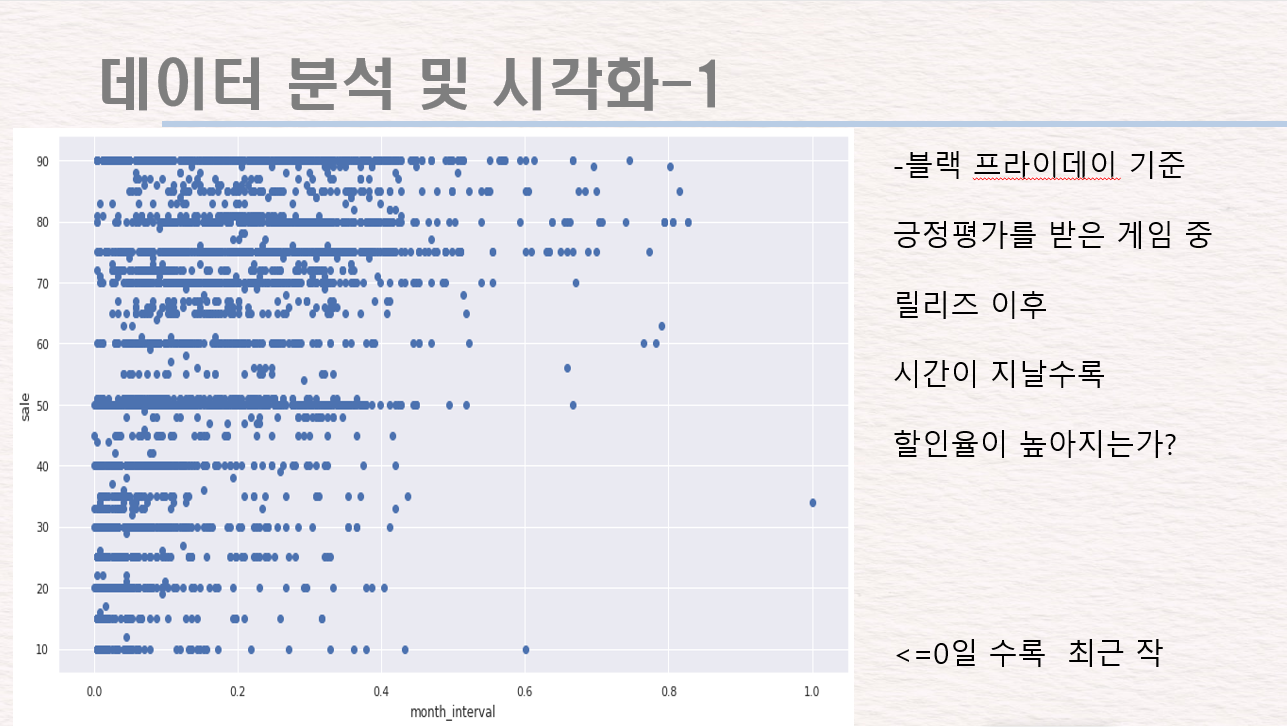 데이터 분석 및 시각화-1
90
80
70
60
50
40
30
20
10
sale
0.0 0.2 0.4 0.6 0.8 1.0
month_interval
-블랙 프라이데이 기준
긍정평가를 받은 게임 중
릴리즈 이후
시간이 지날수록
할인율이 높아지는가?
<=0일 수록 최근 작